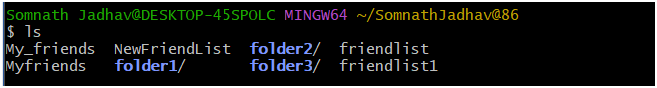 Somnath Jadhav@DESKTOP-45SPOLC MINGW64 ~/SomnathJadhav@86
$ ls
My_friends  NewFriendList  folder2/  friendlist
Myfriends   folder1/       folder3/  friendlist1